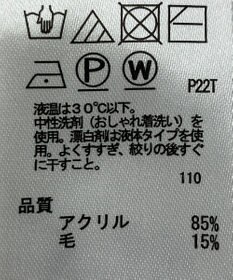 P
W
P22T
液温は30℃以下。
中性洗剤(おしゃれ着洗い)を
使用。漂白剤は液体タイプを使
用。よくすすぎ、絞りの後すぐ
に干すこと。
110
品質
アクリル 85%
毛 15%